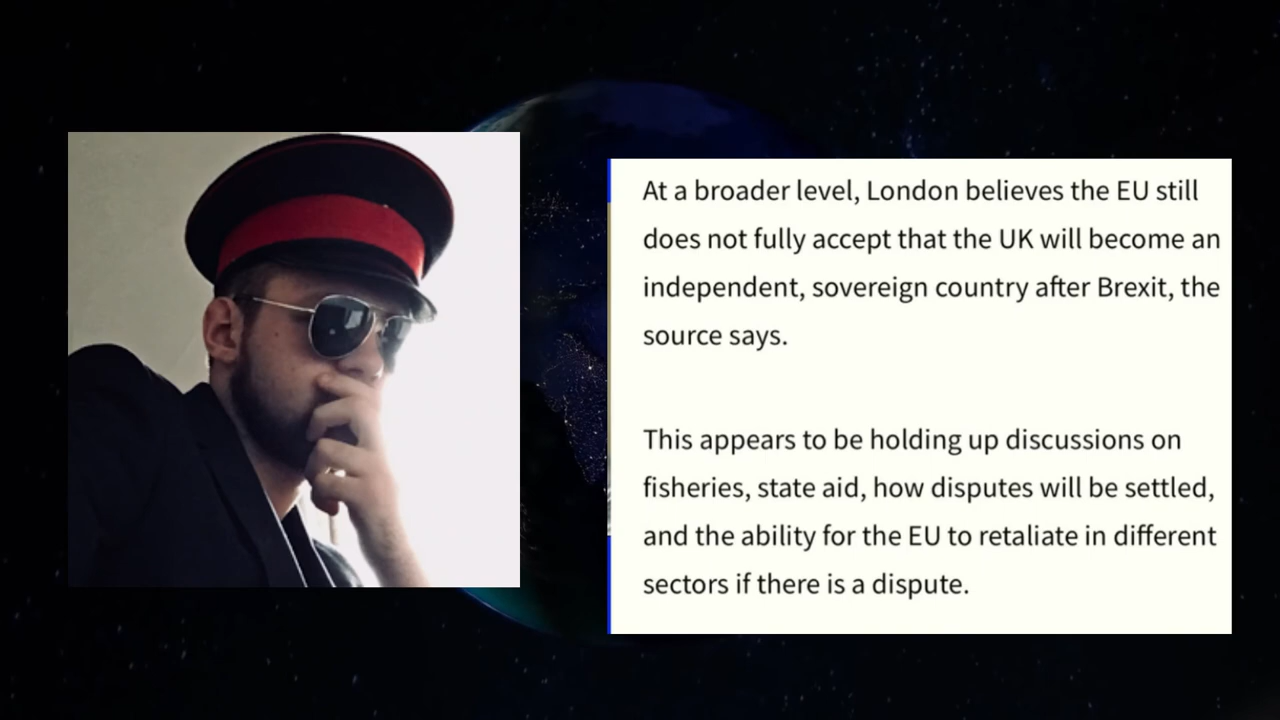 At a broader level, London believes the EU still
does not fully accept that the UK will become an
independent, sovereign country after Brexit, the
source says.
This appears to be holding up discussions on
fisheries, state aid, how disputes will be settled,
and the ability for the EU to retaliate in different
sectors if there is a dispute.